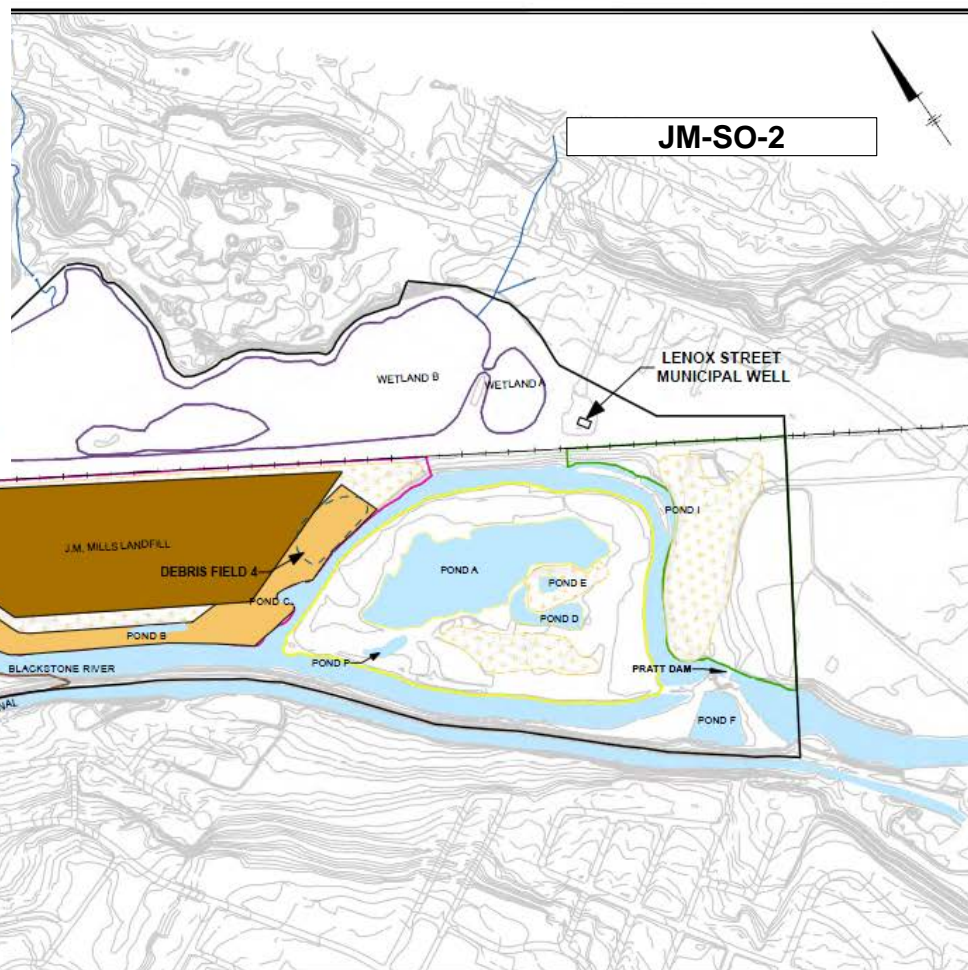 JM-SO-2
LENOX STREET
MUNICIPAL WELL
WETLAND B
WETLAND A
POND I
J.M. MILLS LANDFILL
DEBRIS FIELD 4
POND A
POND E
POND C
POND D
POND B
POND P
BLACKSTONE RIVER
PRATT DAM
NAL
POND F